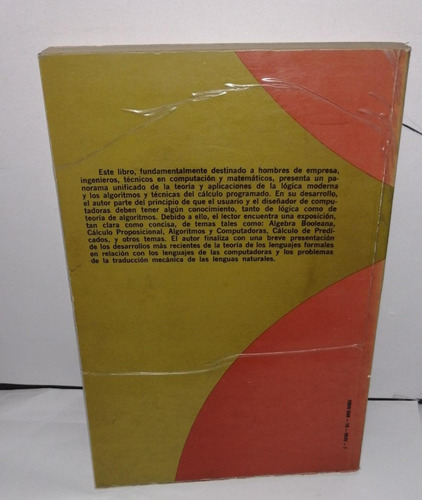 Este libro, fundamentalmente destinado a hombres de empresa,
ingenieros, técnicos en computación y matemáticos, presenta un pa-
norama unificado de la teoría y aplicaciones de la lógica moderna
y los algoritmos y técnicas del cálculo programado. En su desarrollo,
el autor parte del principio de que el usuario y el diseñador de compu-
tadoras deben tener algún conocimiento, tanto de lógica como de
teoría de algoritmos. Debido a ello, el lector encuentra una exposición,
tan clara como concisa, de temas tales como: Algebra Booleana,
Cálculo Proposicional, Algoritmos y Computadoras, Cálculo de Predi-
cados, y otros temas. El autor finaliza con una breve presentación
de los desarrollos más recientes de la teoría de los lenguajes formales
en relación con los lenguajes de las computadoras y los problemas
de la traducción mecánica de las lenguas naturales.